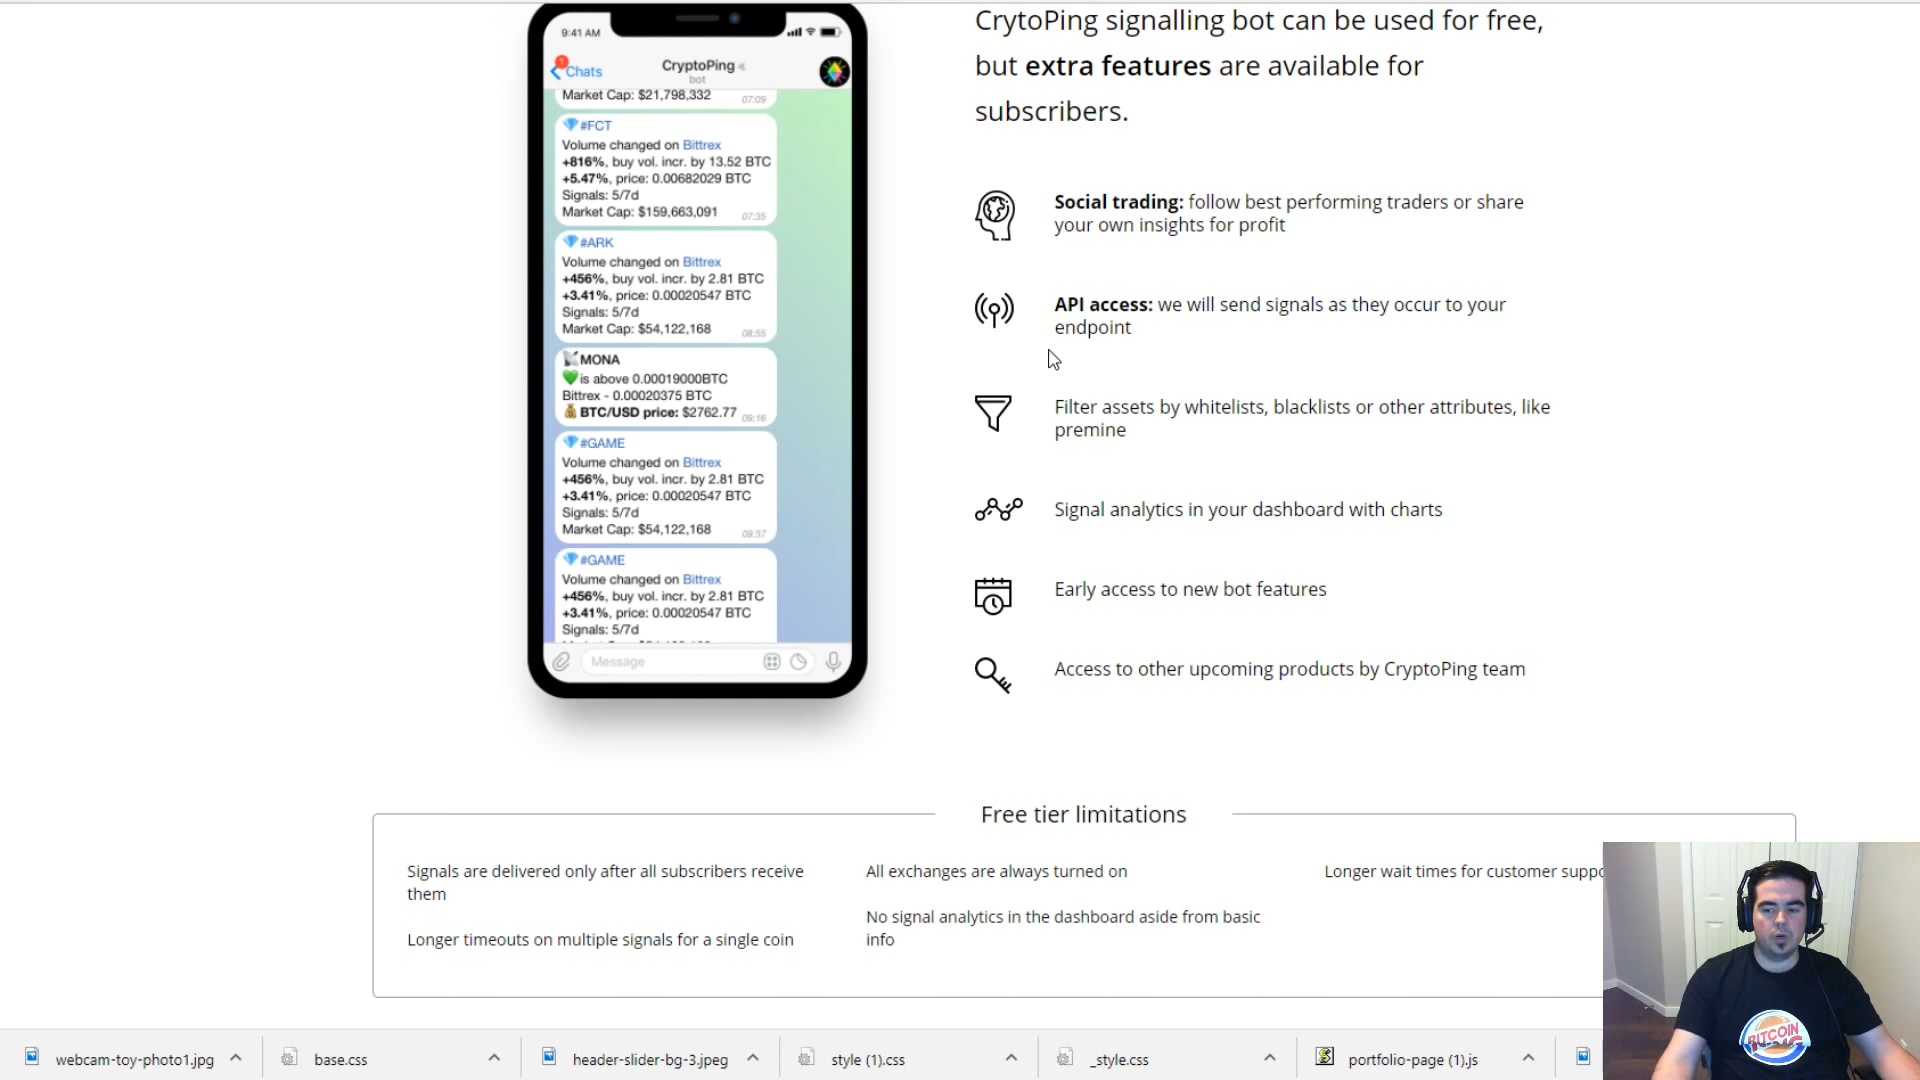 9:41 AM
1
Chats
CryptoPing
bot
Market Cap: $21,798,332
07:09
#FCT
Volume changed on Bittrex
+816%, buy vol. incr. by 13.52 BTC
+5.47%, price: 0.00682029 BTC
Signals: 5/7d
Market Cap: $159,663,091
07:35
#ARK
Volume changed on Bittrex
+456%, buy vol. incr. by 2.81 BTC
+3.41%, price: 0.00020547 BTC
Signals: 5/7d
Market Cap: $54,122,168
08:55
MONA
is above 0.00019000BTC
Bittrex - 0.00020375 BTC
BTC/USD price: $2762.77
09:16
#GAME
Volume changed on Bittrex
+456%, buy vol. incr. by 2.81 BTC
+3.41%, price: 0.00020547 BTC
Signals: 5/7d
Market Cap: $54,122,168
09:37
#GAME
Volume changed on Bittrex
+456%, buy vol. incr. by 2.81 BTC
+3.41%, price: 0.00020547 BTC
Signals: 5/7d
Message
CrytoPing signalling bot can be used for free,
but extra features are available for
subscribers.
Social trading: follow best performing traders or share
your own insights for profit
API access: we will send signals as they occur to your
endpoint
Filter assets by whitelists, blacklists or other attributes, like
premine
Signal analytics in your dashboard with charts
Early access to new bot features
Access to other upcoming products by CryptoPing team
Free tier limitations
Signals are delivered only after all subscribers receive
them
Longer timeouts on multiple signals for a single coin
All exchanges are always turned on
No signal analytics in the dashboard aside from basic
info
Longer wait times for customer suppo
BITCOIN
webcam-toy-photo1.jpg
base.css
header-slider-bg-3.jpeg
style (1).css
_style.css
portfolio-page (1).js